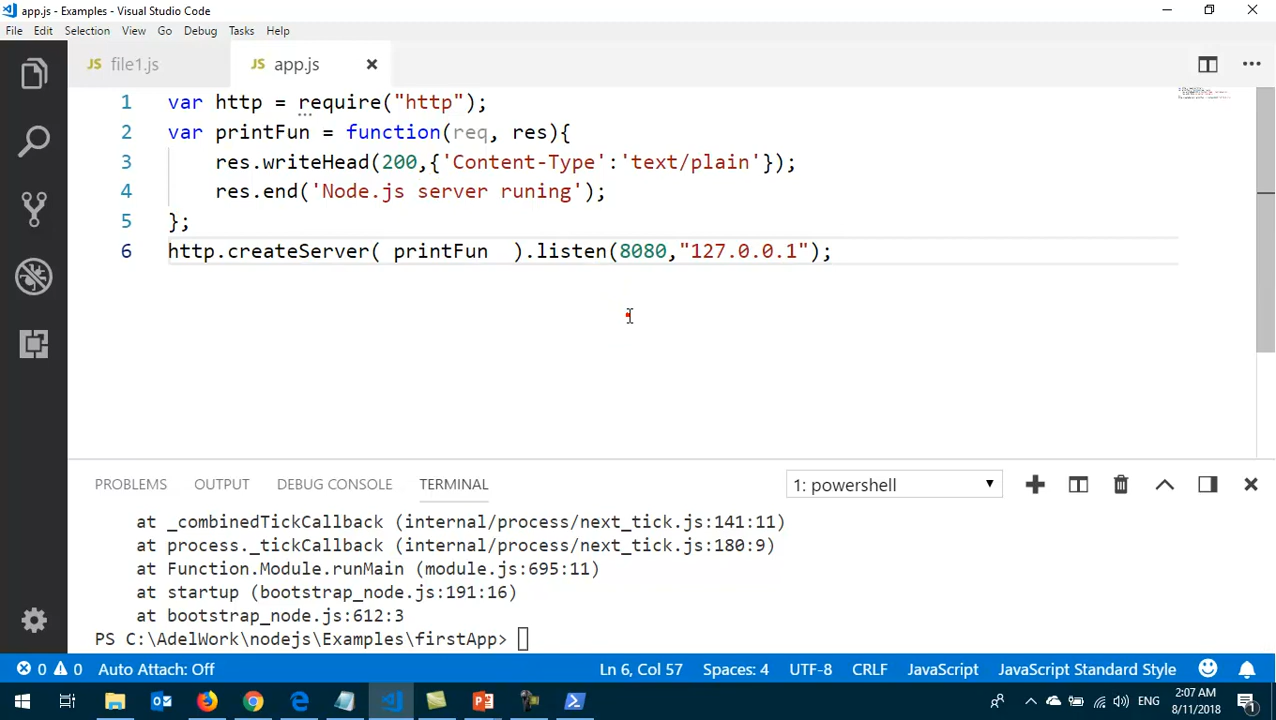 app.js - Examples - Visual Studio Code
File Edit Selection View Go Debug Tasks Help
JS file1.js JS app.js
1 var http = require("http");
2 var printFun = function(req, res){
3 res.writeHead(200,{'Content-Type':'text/plain'});
4 res.end('Node.js server runing');
5 };
6 http.createServer( printFun  ).listen(8080,"127.0.0.1");
PROBLEMS OUTPUT DEBUG CONSOLE TERMINAL 1: powershell
at _combinedTickCallback (internal/process/next_tick.js:141:11)
at process._tickCallback (internal/process/next_tick.js:180:9)
at Function.Module.runMain (module.js:695:11)
at startup (bootstrap_node.js:191:16)
at bootstrap_node.js:612:3
PS C:\AdelWork\nodejs\Examples\firstApp>
0 0 Auto Attach: Off Ln 6, Col 57 Spaces: 4 UTF-8 CRLF JavaScript JavaScript Standard Style
ENG 2:07 AM
8/11/2018 1